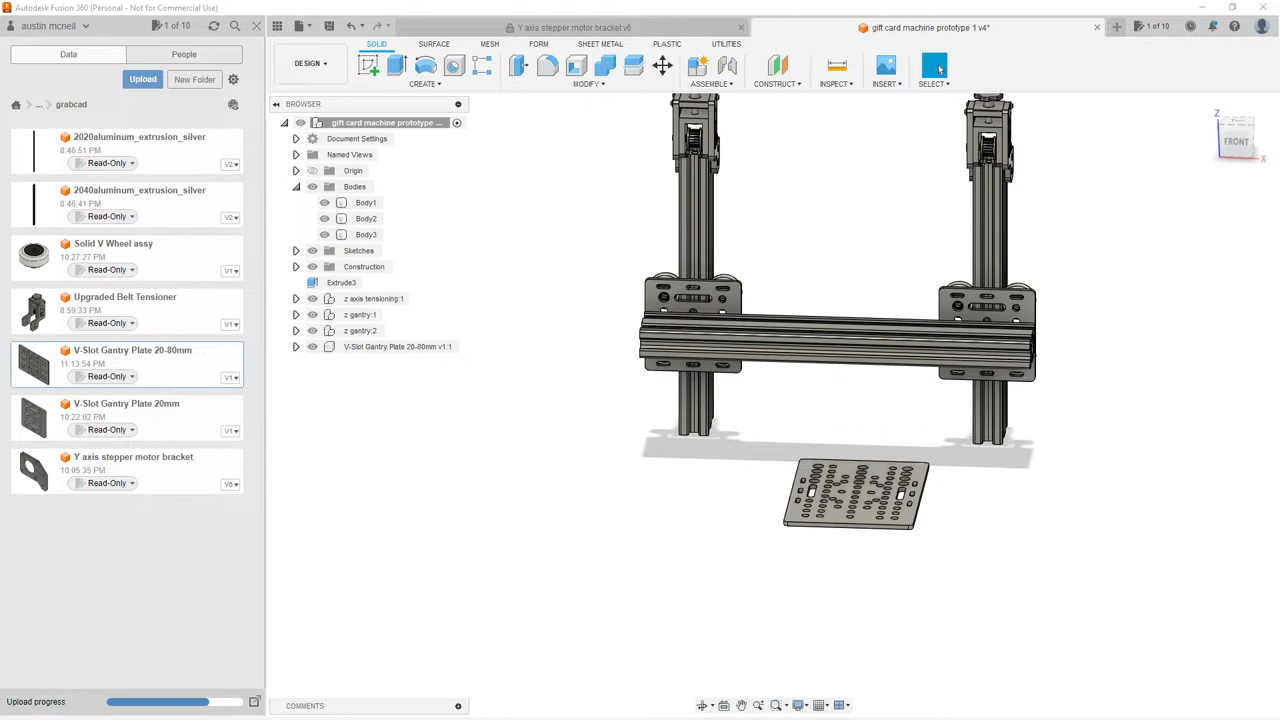 Autodesk Fusion 360 (Personal - Not for Commercial Use)
austin mcneil
1 of 10
Y axis stepper motor bracket v6
gift card machine prototype 1 v4*
1 of 10
Data
People
SOLID
SURFACE
MESH
FORM
SHEET METAL
PLASTIC
UTILITIES
DESIGN
Upload
New Folder
CREATE
MODIFY
ASSEMBLE
CONSTRUCT
INSPECT
INSERT
SELECT
...
grabcad
BROWSER
gift card machine prototype ...
Document Settings
Named Views
Origin
Bodies
Body1
Body2
Body3
Sketches
Construction
Extrude3
z axis tensioning:1
z gantry:1
z gantry:2
V-Slot Gantry Plate 20-80mm v1:1
2020aluminum_extrusion_silver
8:46:51 PM
Read-Only
V2
2040aluminum_extrusion_silver
8:46:41 PM
Read-Only
V2
Solid V Wheel assy
10:27:27 PM
Read-Only
V1
Upgraded Belt Tensioner
8:59:33 PM
Read-Only
V1
V-Slot Gantry Plate 20-80mm
11:13:54 PM
Read-Only
V1
V-Slot Gantry Plate 20mm
10:22:02 PM
Read-Only
V1
Y axis stepper motor bracket
10:05:35 PM
Read-Only
V6
Z
FRONT
X
Upload progress
COMMENTS